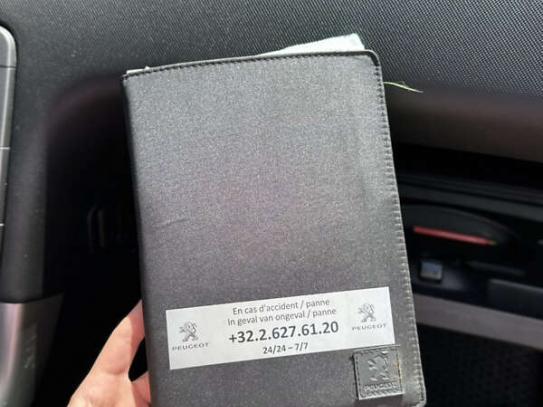 En cas d'accident / panne
In geval van ongeval / panne
+32.2.627.61.20
24/24 – 7/7
PEUGEOT
PEUGEOT
PEUGEOT